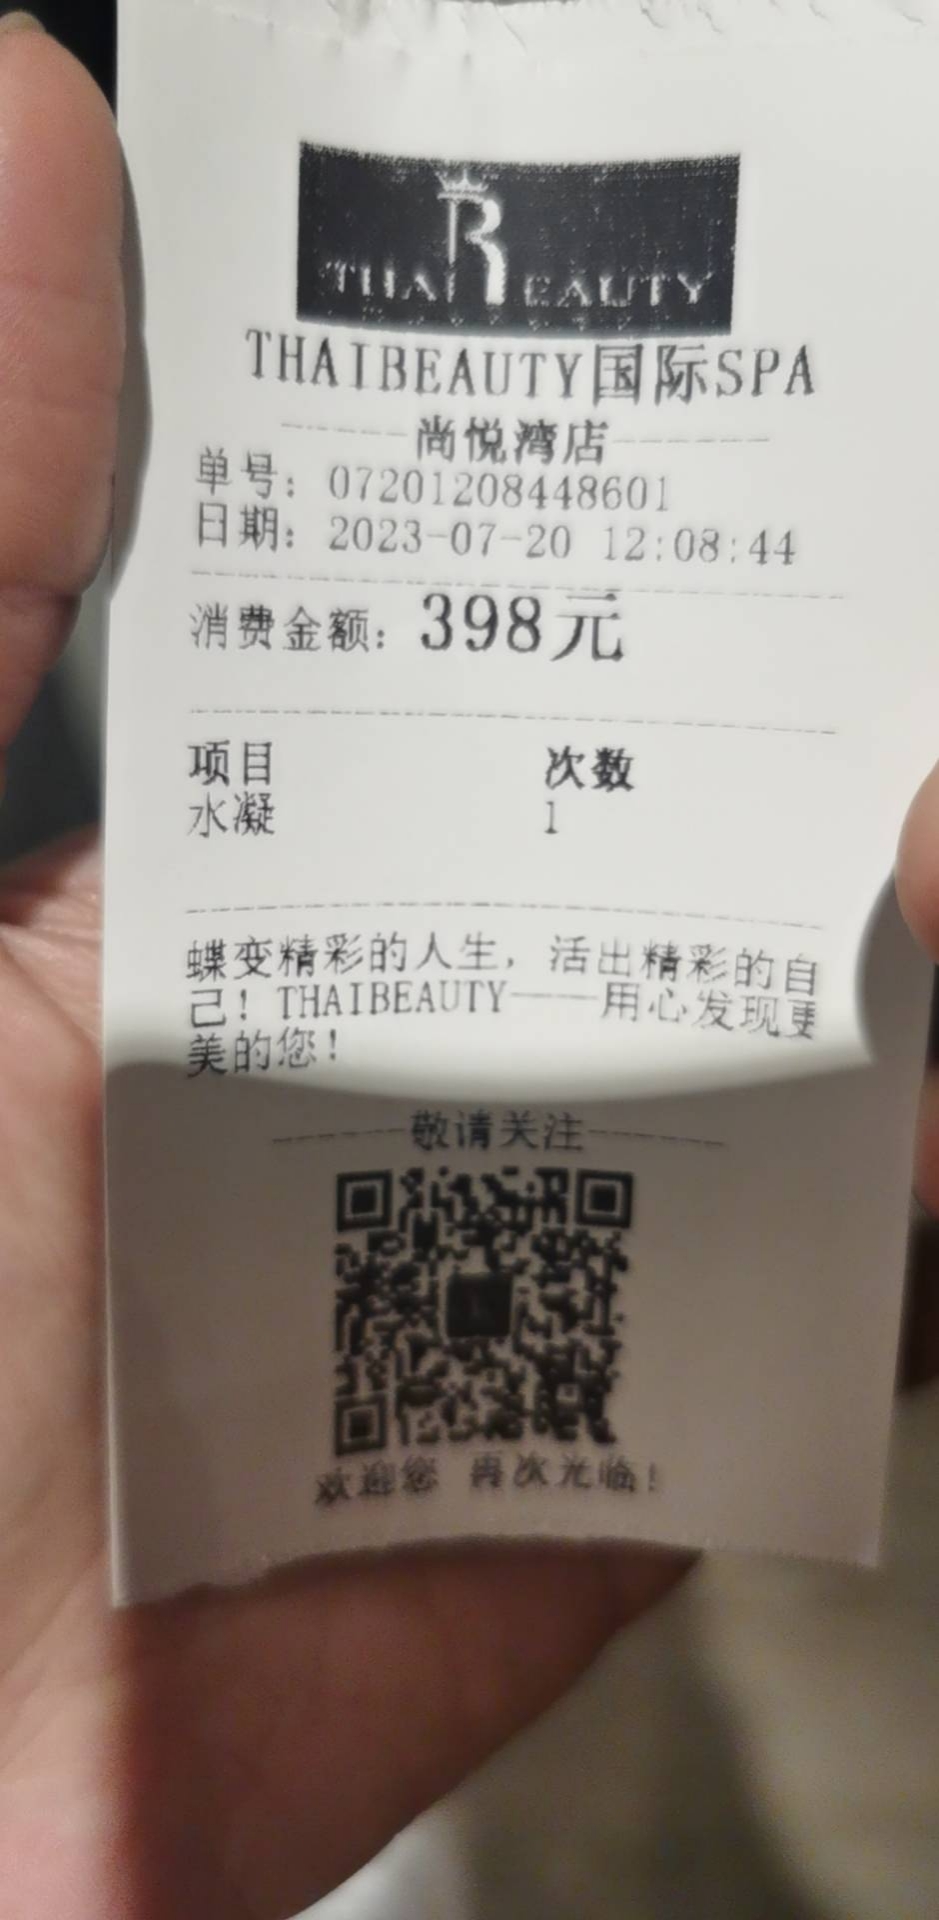 THAI BEAUTY
THAIBEAUTY国际SPA
尚悦湾店
单号: 07201208448601
日期: 2023-07-20 12:08:44
消费金额: 398元
项目 次数
水凝 1
蝶变精彩的人生，活出精彩的自
己！THAIBEAUTY——用心发现更
美的您！
敬请关注
欢迎您 再次光临！